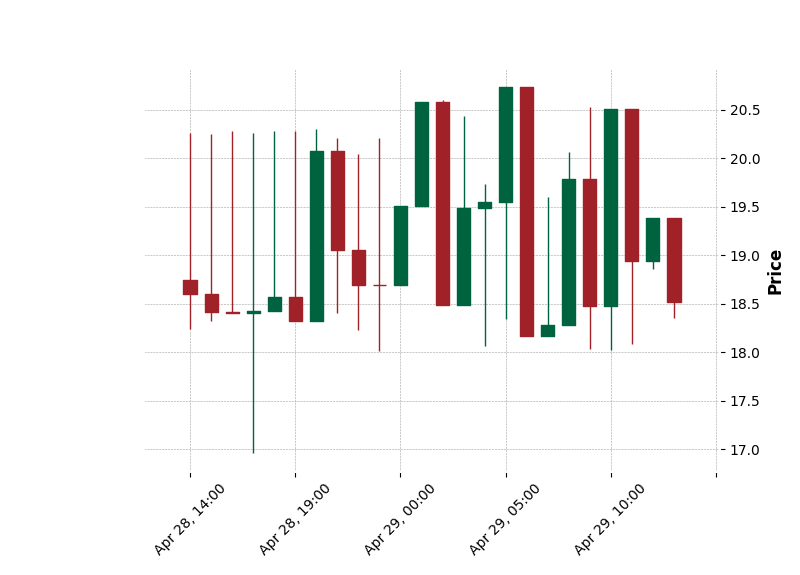 20.5
20.0
19.5
19.0
18.5
18.0
17.5
17.0
Price
Apr 28, 14:00
Apr 28, 19:00
Apr 29, 00:00
Apr 29, 05:00
Apr 29, 10:00